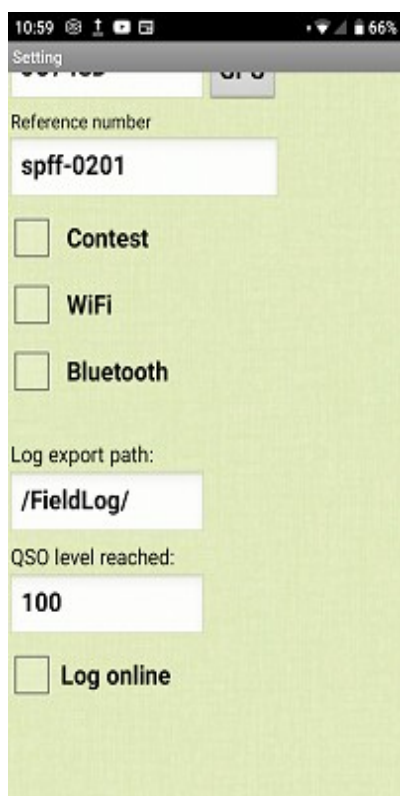 10:59 66%
Setting
Reference number
spff-0201
Contest
WiFi
Bluetooth
Log export path:
/FieldLog/
QSO level reached:
100
Log online